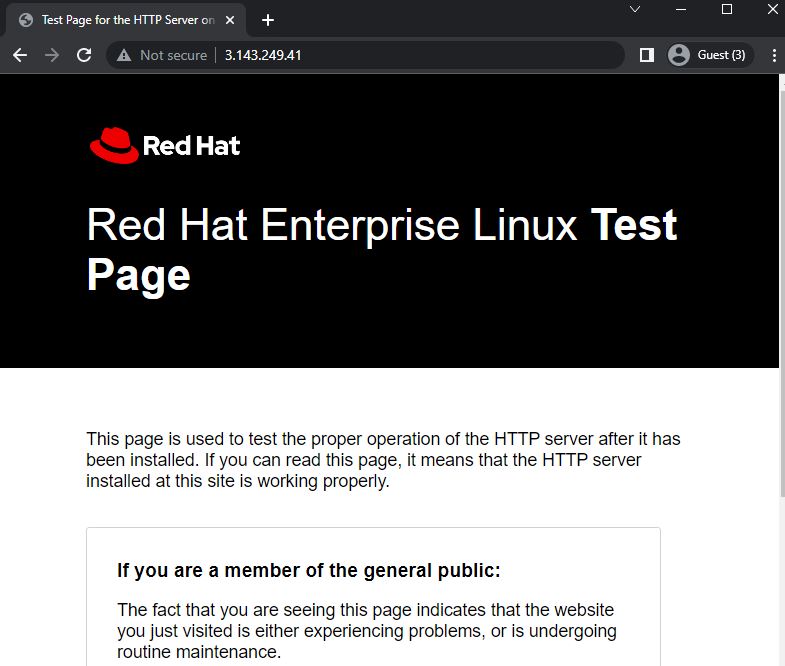 Test Page for the HTTP Server on
Not secure
3.143.249.41
Guest (3)
Red Hat
Red Hat Enterprise Linux Test
Page
This page is used to test the proper operation of the HTTP server after it has
been installed. If you can read this page, it means that the HTTP server
installed at this site is working properly.
If you are a member of the general public:
The fact that you are seeing this page indicates that the website
you just visited is either experiencing problems, or is undergoing
routine maintenance.